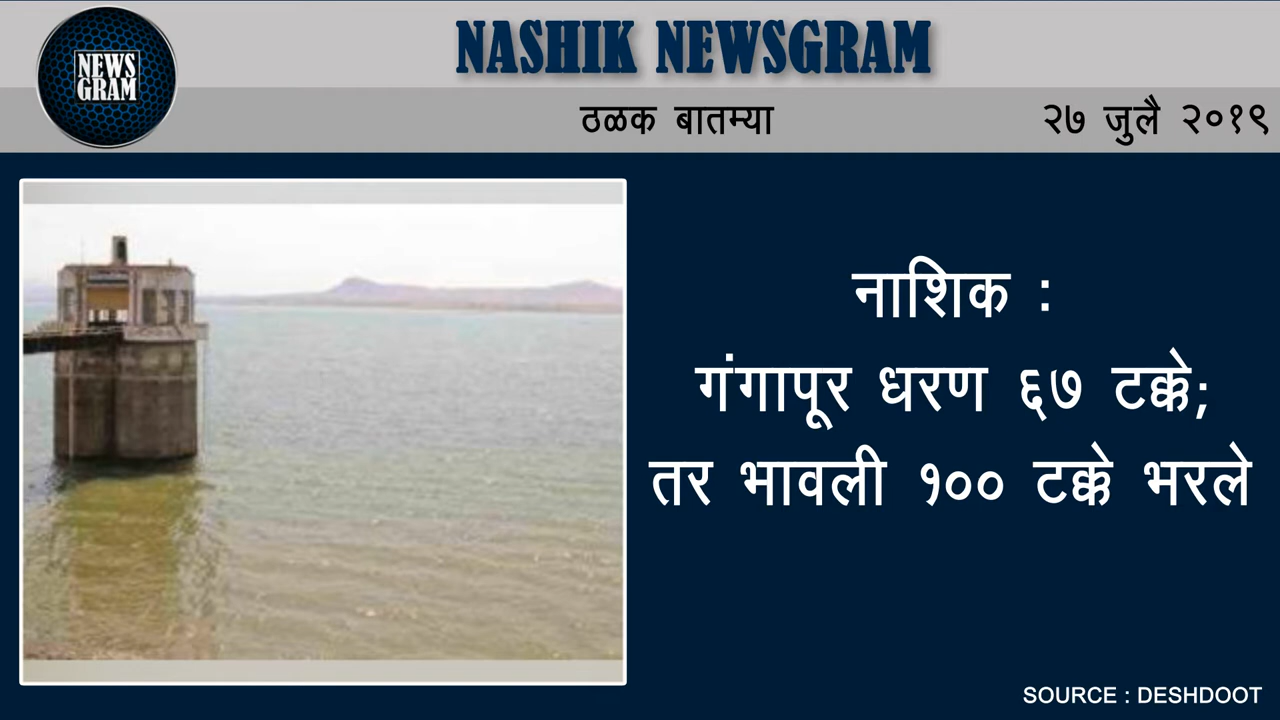 NEWS
GRAM
NASHIK NEWSGRAM
ठळक बातम्या
२७ जुलै २०१९
नाशिक :
गंगापूर धरण ६७ टक्के;
तर भावली १०० टक्के भरले
SOURCE : DESHDOOT